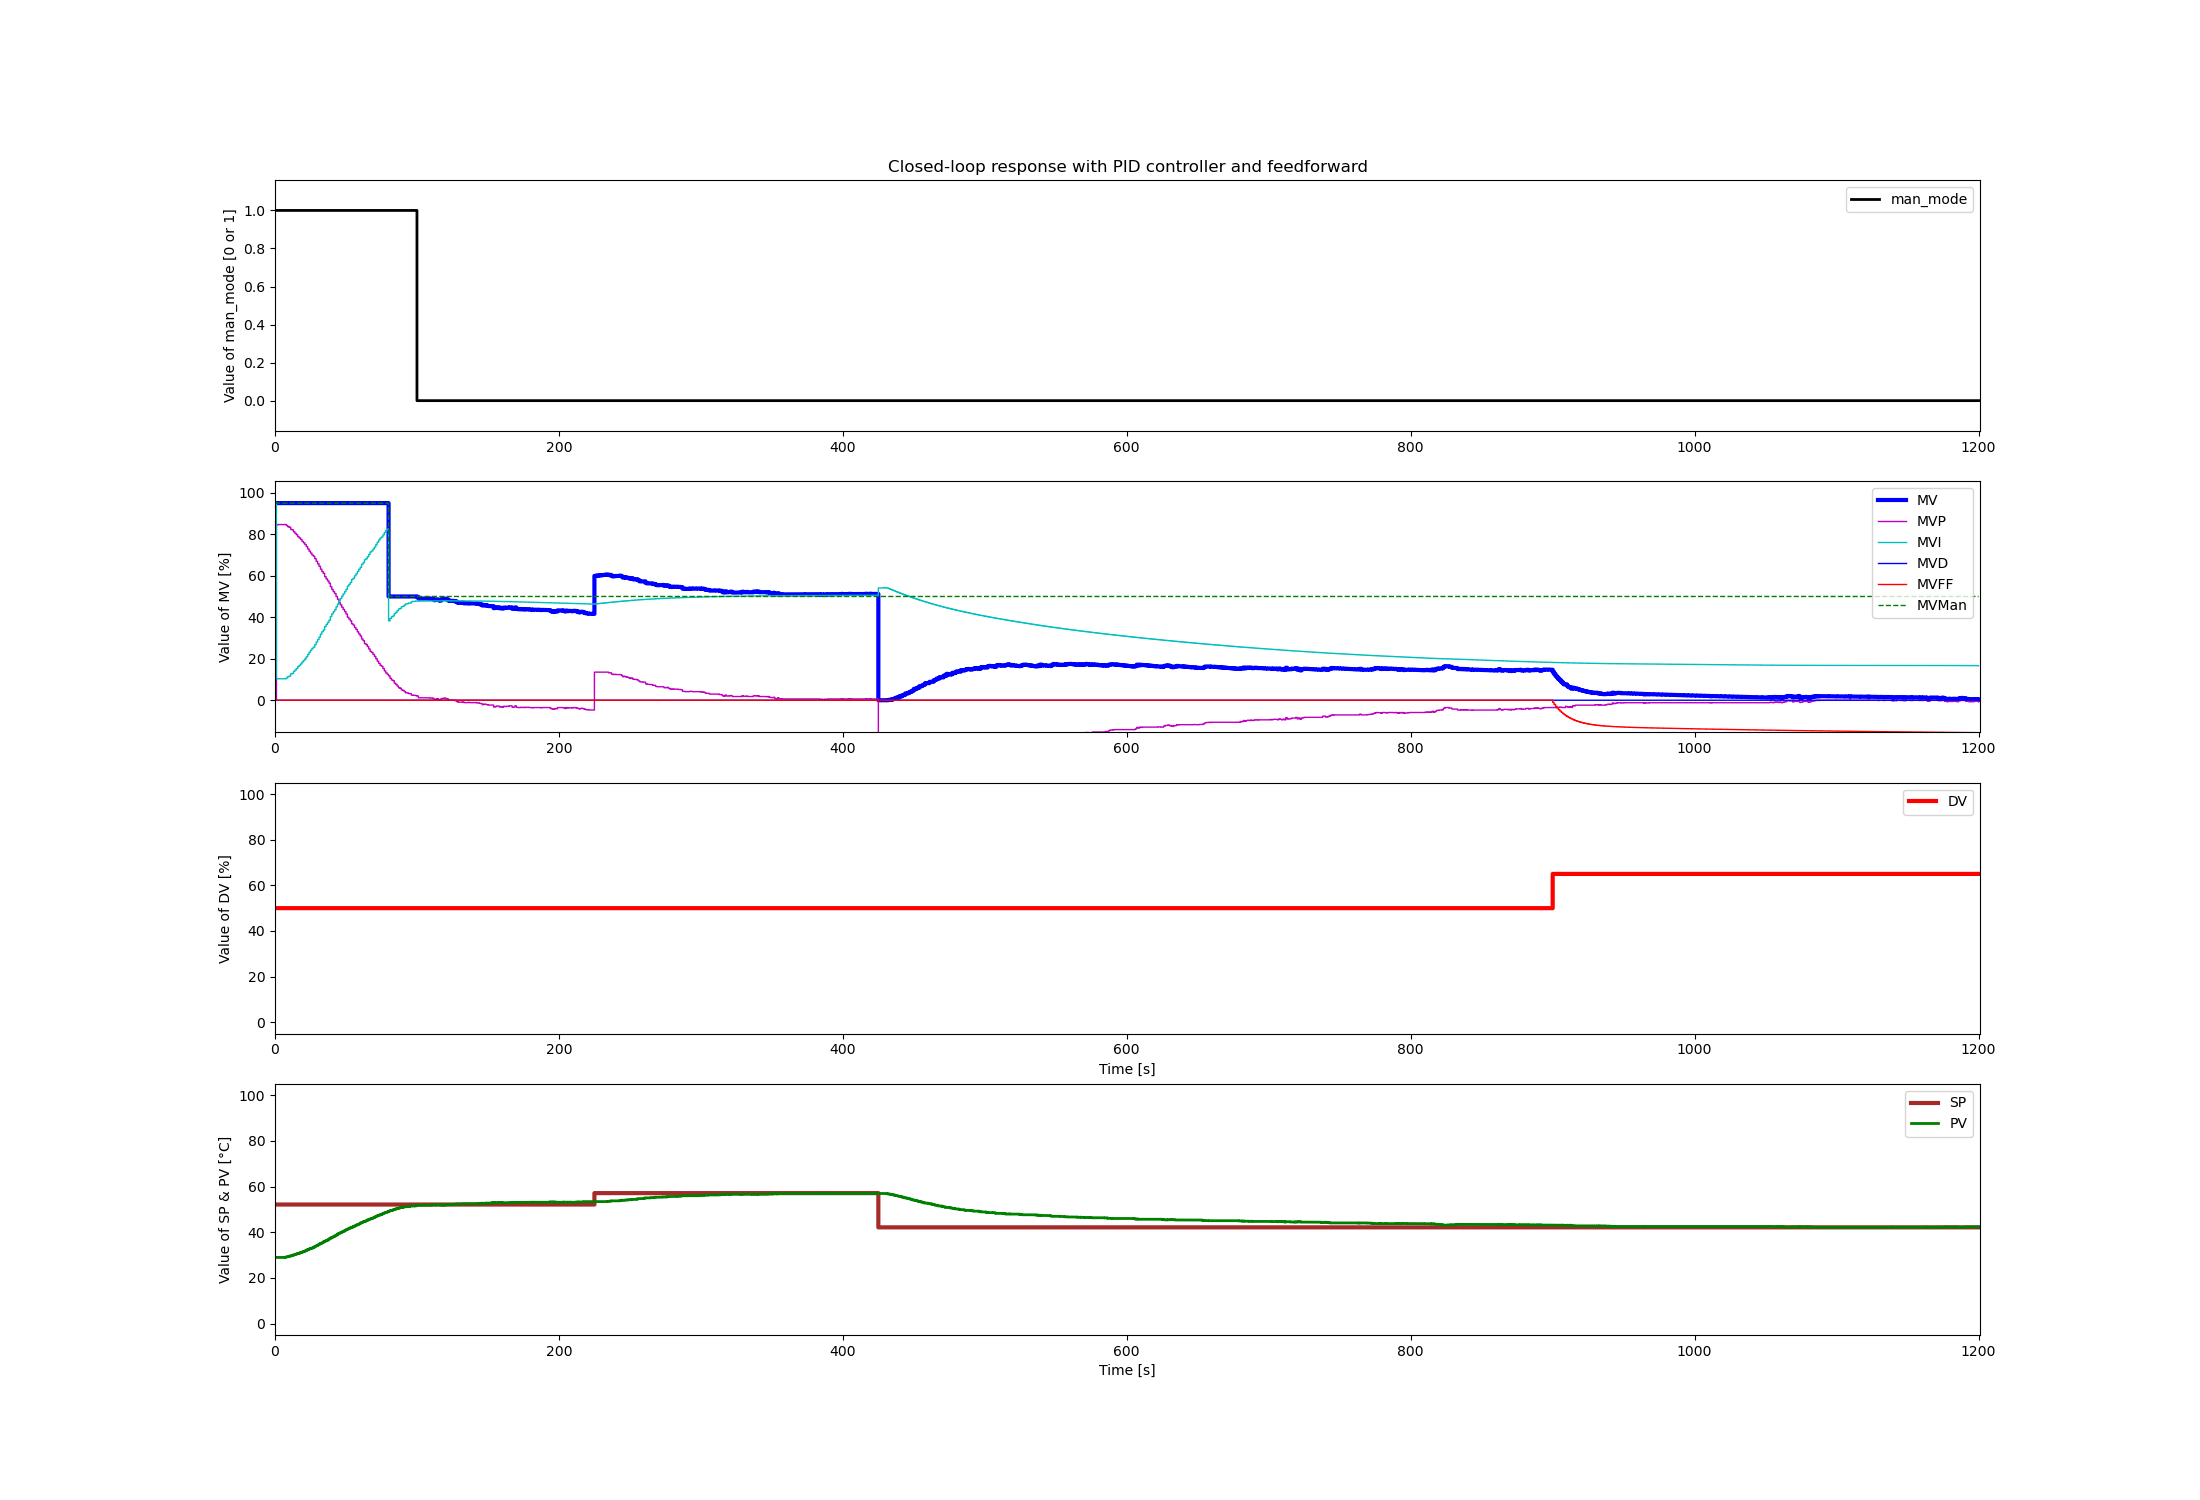 Closed-loop response with PID controller and feedforward
Value of man_mode [0 or 1]
1.0
0.8
0.6
0.4
0.2
0.0
man_mode
0 200 400 600 800 1000 1200
Value of MV [%]
100
80
60
40
20
0
MV
MVP
MVI
MVD
MVFF
MVMan
0 200 400 600 800 1000 1200
Value of DV [%]
100
80
60
40
20
0
DV
0 200 400 600 800 1000 1200
Time [s]
Value of SP & PV [°C]
100
80
60
40
20
0
SP
PV
0 200 400 600 800 1000 1200
Time [s]